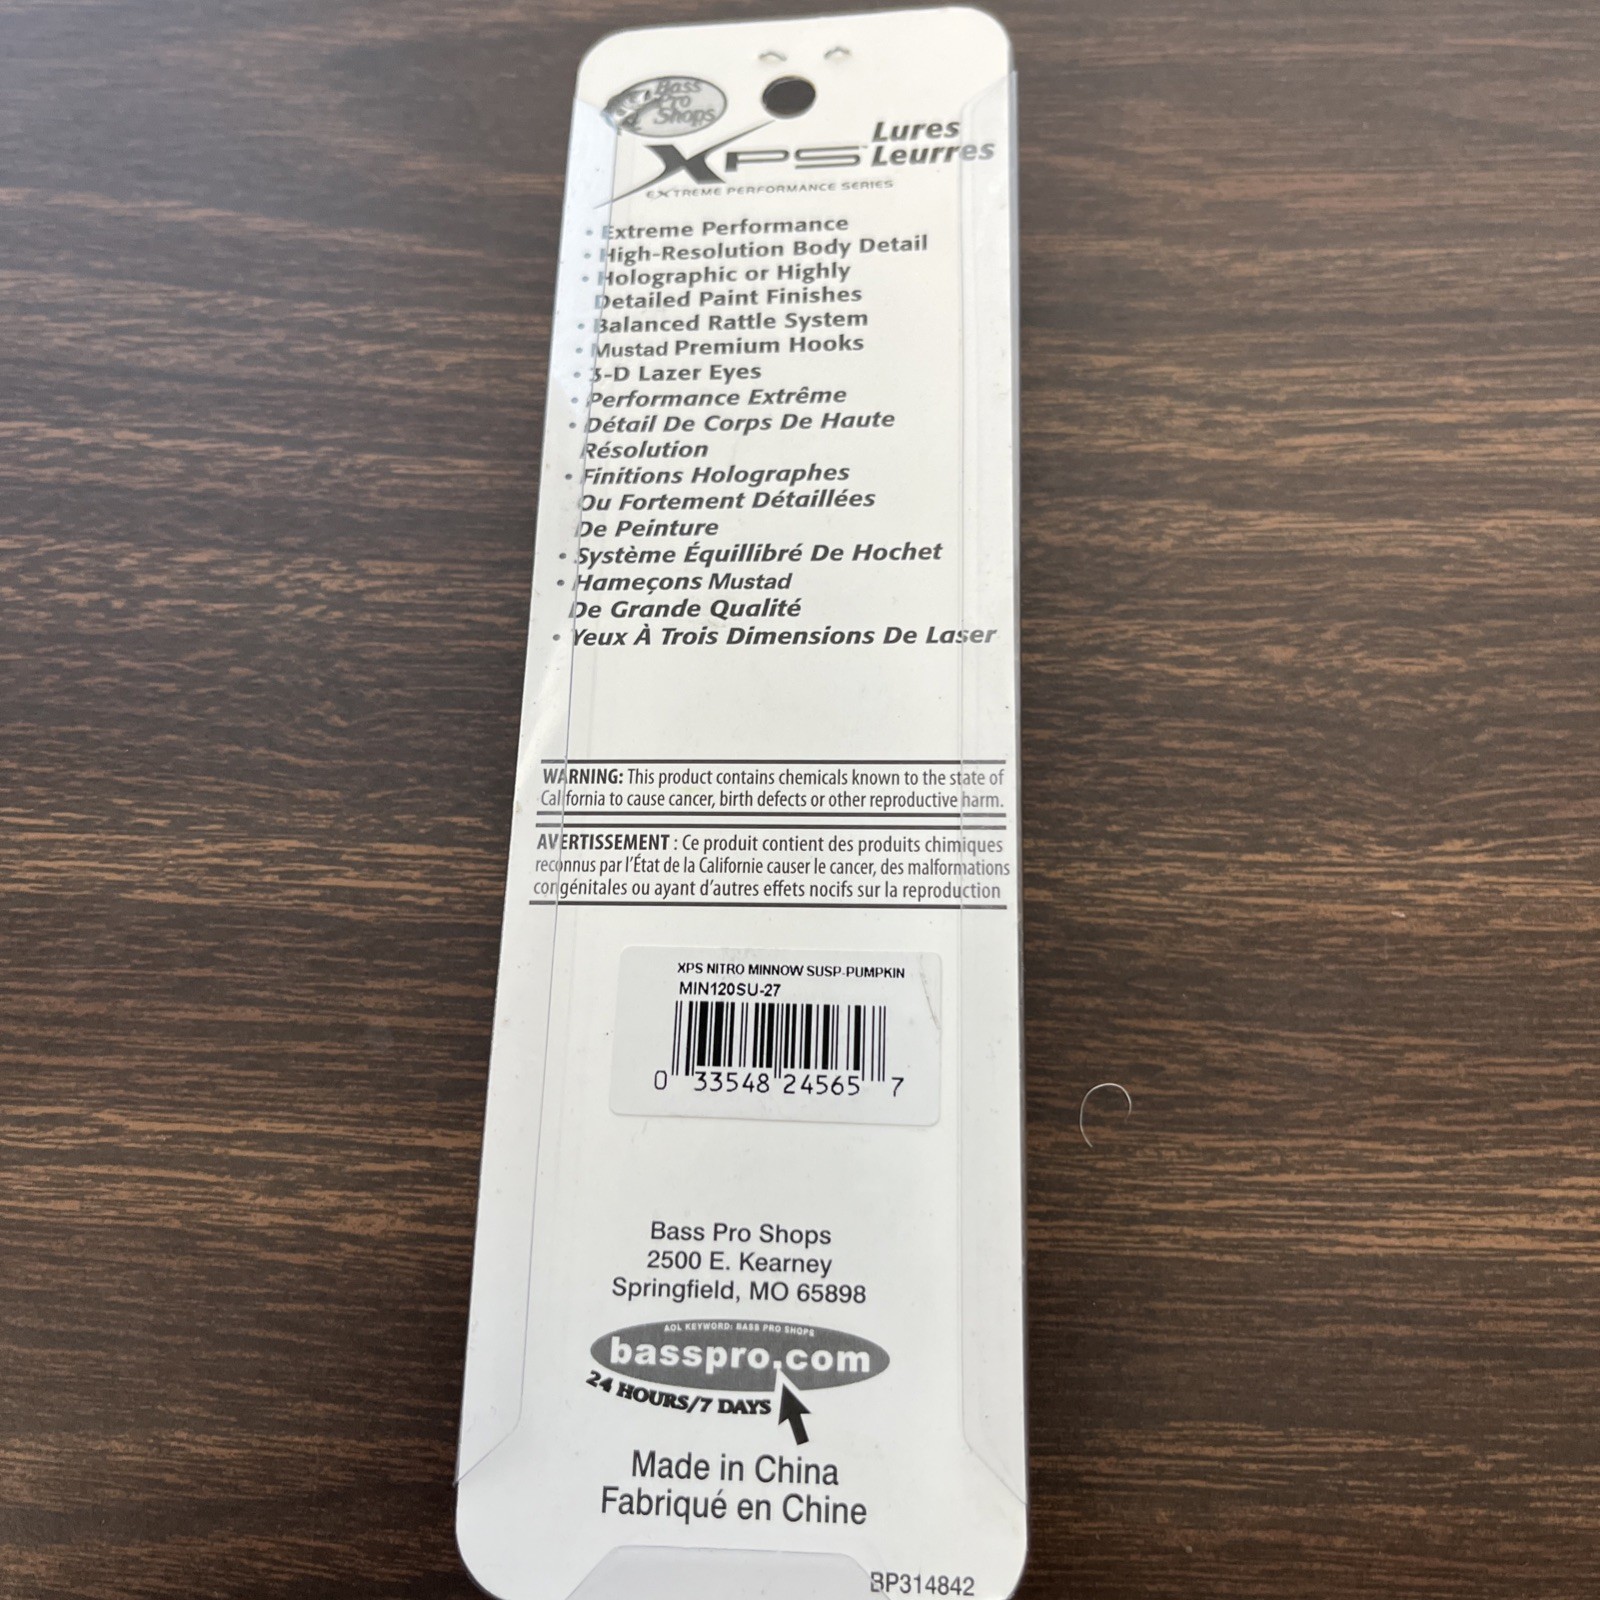 Bass
Pro
Shops
XPS™ Lures
Leurres
EXTREME PERFORMANCE SERIES
• Extreme Performance
• High-Resolution Body Detail
• Holographic or Highly
Detailed Paint Finishes
• Balanced Rattle System
• Mustad Premium Hooks
• 3-D Lazer Eyes
• Performance Extrême
• Détail De Corps De Haute
Résolution
• Finitions Holographes
Ou Fortement Détaillées
De Peinture
• Système Équillibré De Hochet
• Hameçons Mustad
De Grande Qualité
• Yeux À Trois Dimensions De Laser
WARNING: This product contains chemicals known to the state of
California to cause cancer, birth defects or other reproductive harm.
AVERTISSEMENT : Ce produit contient des produits chimiques
reconnus par l'État de la Californie causer le cancer, des malformations
congénitales ou ayant d'autres effets nocifs sur la reproduction
XPS NITRO MINNOW SUSP-PUMPKIN
MIN120SU-27
0 33548 24565 7
Bass Pro Shops
2500 E. Kearney
Springfield, MO 65898
AOL KEYWORD: BASS PRO SHOPS
basspro.com
24 HOURS/7 DAYS
Made in China
Fabriqué en Chine
BP314842